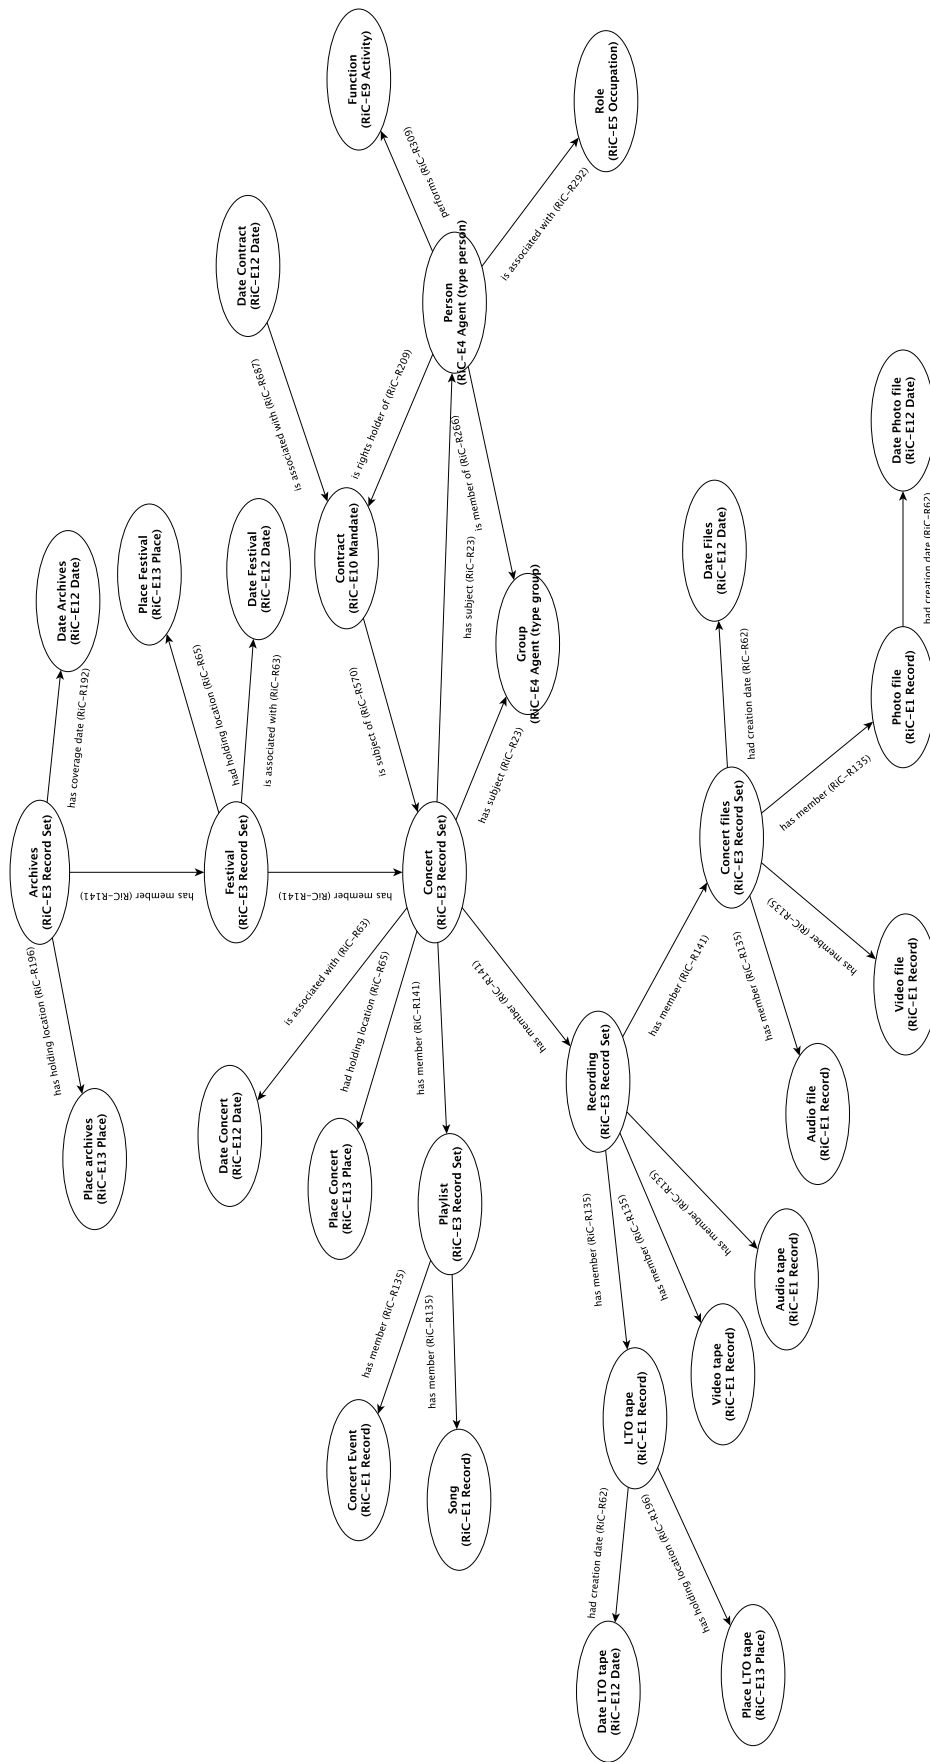 Archives
(RiC-E3 Record Set)
Date Archives
(RiC-E12 Date)
has coverage date (RiC-R192)
Place archives
(RiC-E13 Place)
has holding location (RiC-R196)
has member (RiC-R141)
Festival
(RiC-E3 Record Set)
Place Festival
(RiC-E13 Place)
had holding location (RiC-R65)
Date Festival
(RiC-E12 Date)
is associated with (RiC-R63)
has member (RiC-R141)
Concert
(RiC-E3 Record Set)
Date Concert
(RiC-E12 Date)
is associated with (RiC-R63)
Place Concert
(RiC-E13 Place)
had holding location (RiC-R65)
Playlist
(RiC-E3 Record Set)
has member (RiC-R141)
Concert Event
(RiC-E1 Record)
has member (RiC-R135)
Song
(RiC-E1 Record)
has member (RiC-R135)
Contract
(RiC-E10 Mandate)
is subject of (RiC-R570)
Date Contract
(RiC-E12 Date)
is associated with (RiC-R687)
Person
(RiC-E4 Agent (type person)
is rights holder of (RiC-R209)
has subject (RiC-R23)
Function
(RiC-E9 Activity)
performs (RiC-R309)
Role
(RiC-E5 Occupation)
is associated with (RiC-R292)
Group
(RiC-E4 Agent (type group)
is member of (RiC-R266)
has subject (RiC-R23)
Recording
(RiC-E3 Record Set)
has member (RiC-R141)
Concert files
(RiC-E3 Record Set)
has member (RiC-R141)
Date Files
(RiC-E12 Date)
had creation date (RiC-R62)
Photo file
(RiC-E1 Record)
has member (RiC-R135)
Date Photo file
(RiC-E12 Date)
had creation date (RiC-R62)
Video file
(RiC-E1 Record)
has member (RiC-R135)
Audio file
(RiC-E1 Record)
has member (RiC-R135)
Audio tape
(RiC-E1 Record)
has member (RiC-R135)
Video tape
(RiC-E1 Record)
has member (RiC-R135)
LTO tape
(RiC-E1 Record)
has member (RiC-R135)
Date LTO tape
(RiC-E12 Date)
had creation date (RiC-R62)
Place LTO tape
(RiC-E13 Place)
has holding location (RiC-R196)